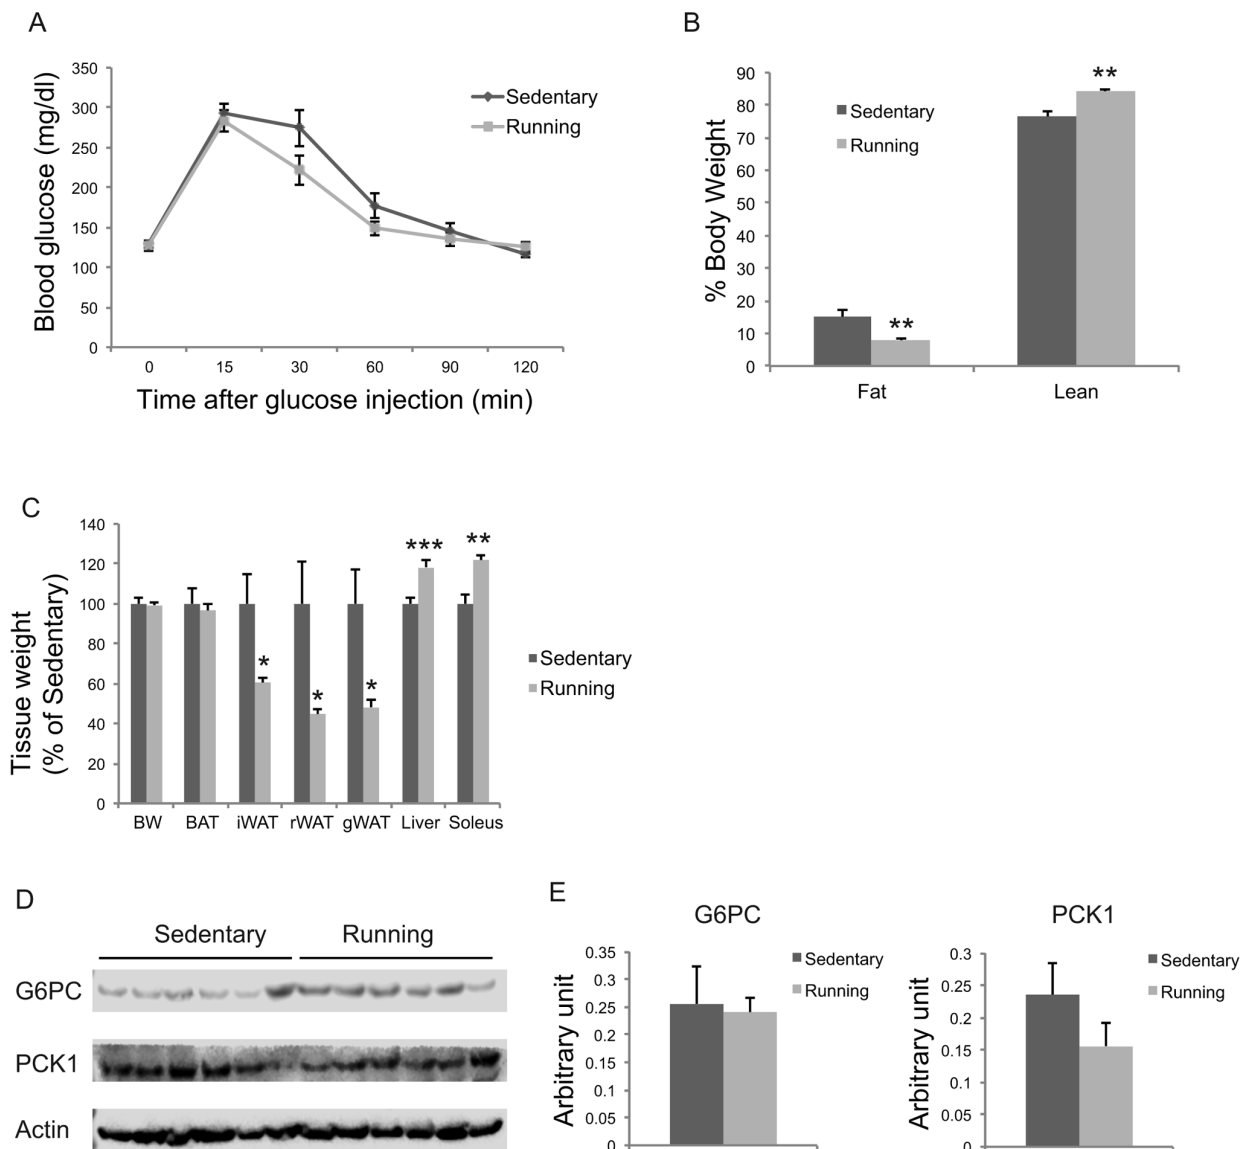 A
Blood glucose (mg/dl)
350
300
250
200
150
100
50
0
0 15 30 60 90 120
Time after glucose injection (min)
Sedentary
Running
B
% Body Weight
90
80
70
60
50
40
30
20
10
0
Sedentary
Running
**
**
Fat Lean
C
Tissue weight
(% of Sedentary)
140
120
100
80
60
40
20
0
* * * *** **
BW BAT iWAT rWAT gWAT Liver Soleus
Sedentary
Running
D
Sedentary Running
G6PC
PCK1
Actin
E
G6PC
Arbitrary unit
0.35
0.3
0.25
0.2
0.15
0.1
0.05
0
Sedentary
Running
PCK1
Arbitrary unit
0.3
0.25
0.2
0.15
0.1
0.05
0
Sedentary
Running